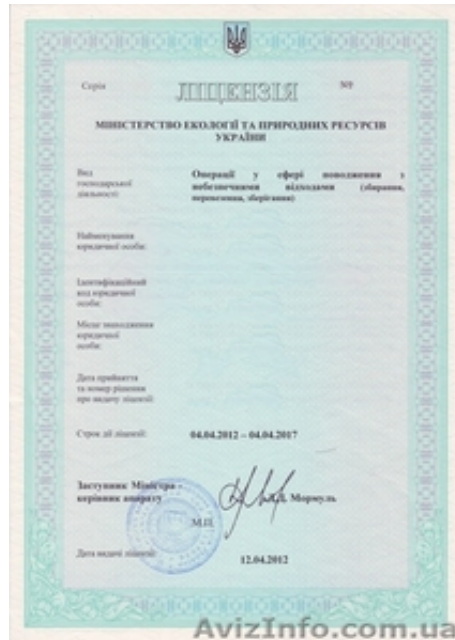 Серія ЛІЦЕНЗІЯ №
МІНІСТЕРСТВО ЕКОЛОГІЇ ТА ПРИРОДНИХ РЕСУРСІВ
УКРАЇНИ
Вид
господарської
діяльності:
Операції у сфері поводження з
небезпечними відходами (збирання,
перевезення, зберігання)
Найменування
юридичної особи:
Ідентифікаційний
код юридичної
особи:
Місце знаходження
юридичної
особи:
Дата прийняття
та номер рішення
про видачу ліцензії:
Строк дії ліцензії: 04.04.2012 – 04.04.2017
Заступник Міністра -
керівник апарату
Мормуль
М.П.
Дата видачі ліцензії: 12.04.2012
AvizInfo.com.ua